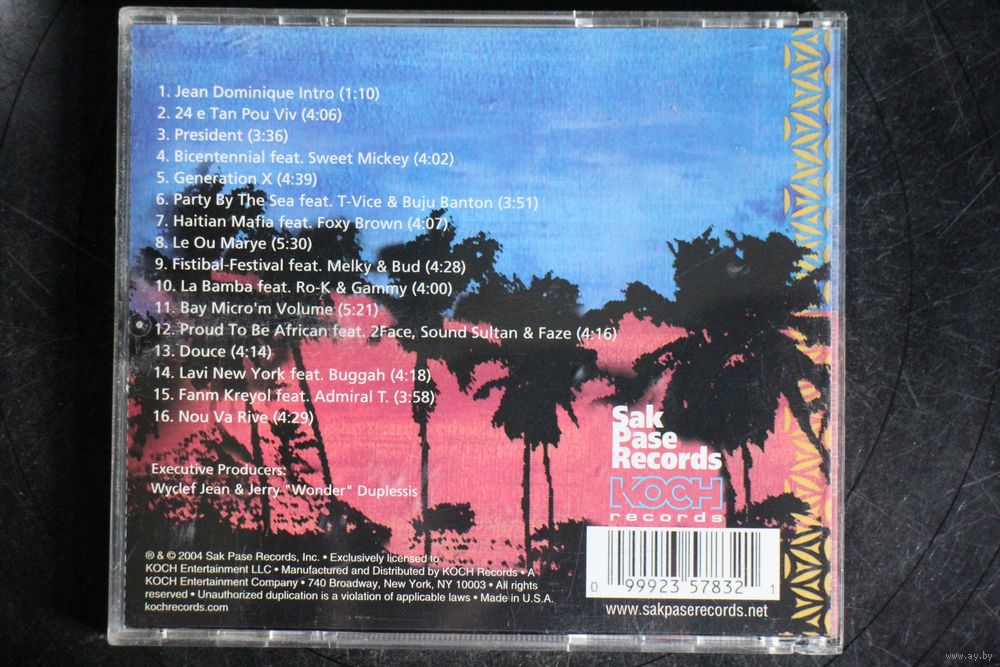 1. Jean Dominique Intro (1:10)
2. 24 e Tan Pou Viv (4:06)
3. President (3:36)
4. Bicentennial feat. Sweet Mickey (4:02)
5. Generation X (4:39)
6. Party By The Sea feat. T-Vice & Buju Banton (3:51)
7. Haitian Mafia feat. Foxy Brown (4:07)
8. Le Ou Marye (5:30)
9. Fistibal-Festival feat. Melky & Bud (4:28)
10. La Bamba feat. Ro-K & Gammy (4:00)
11. Bay Micro'm Volume (5:21)
12. Proud To Be African feat. 2Face, Sound Sultan & Faze (4:16)
13. Douce (4:14)
14. Lavi New York feat. Buggah (4:18)
15. Fanm Kreyol feat. Admiral T. (3:58)
16. Nou Va Rive (4:29)
Executive Producers:
Wyclef Jean & Jerry "Wonder" Duplessis
Sak
Pase
Records
KOCH
records
℗ & © 2004 Sak Pase Records, Inc. • Exclusively licensed to
KOCH Entertainment LLC • Manufactured and Distributed by KOCH Records • A
KOCH Entertainment Company • 740 Broadway, New York, NY 10003 • All rights
reserved • Unauthorized duplication is a violation of applicable laws • Made in U.S.A.
kochrecords.com
0 99923 57832 1
www.sakpaserecords.net
www.ay.by